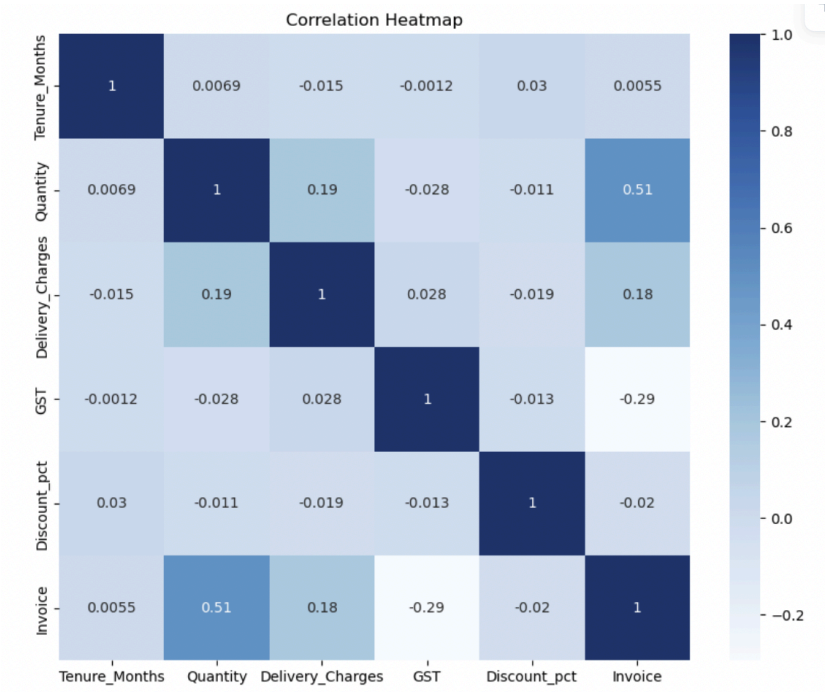 Correlation Heatmap
Tenure_Months 1 0.0069 -0.015 -0.0012 0.03 0.0055
Quantity 0.0069 1 0.19 -0.028 -0.011 0.51
Delivery_Charges -0.015 0.19 1 0.028 -0.019 0.18
GST -0.0012 -0.028 0.028 1 -0.013 -0.29
Discount_pct 0.03 -0.011 -0.019 -0.013 1 -0.02
Invoice 0.0055 0.51 0.18 -0.29 -0.02 1
Tenure_Months Quantity Delivery_Charges GST Discount_pct Invoice
1.0
0.8
0.6
0.4
0.2
0.0
-0.2